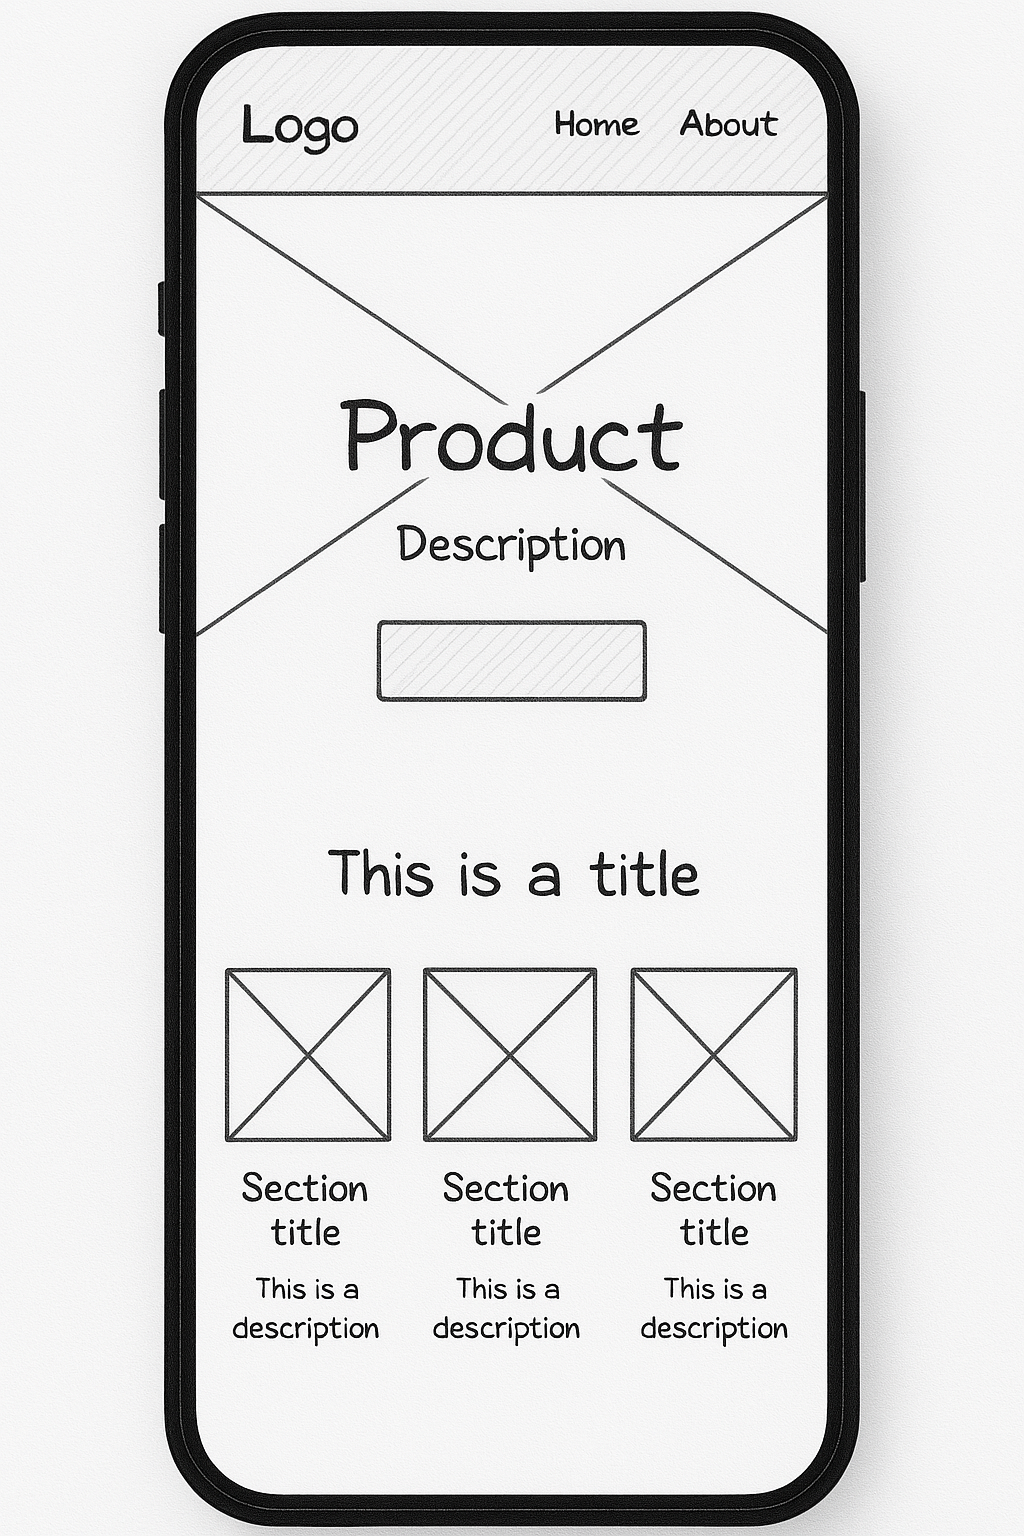 Logo
Home About
Product
Description
This is a title
Section
title
This is a
description
Section
title
This is a
description
Section
title
This is a
description